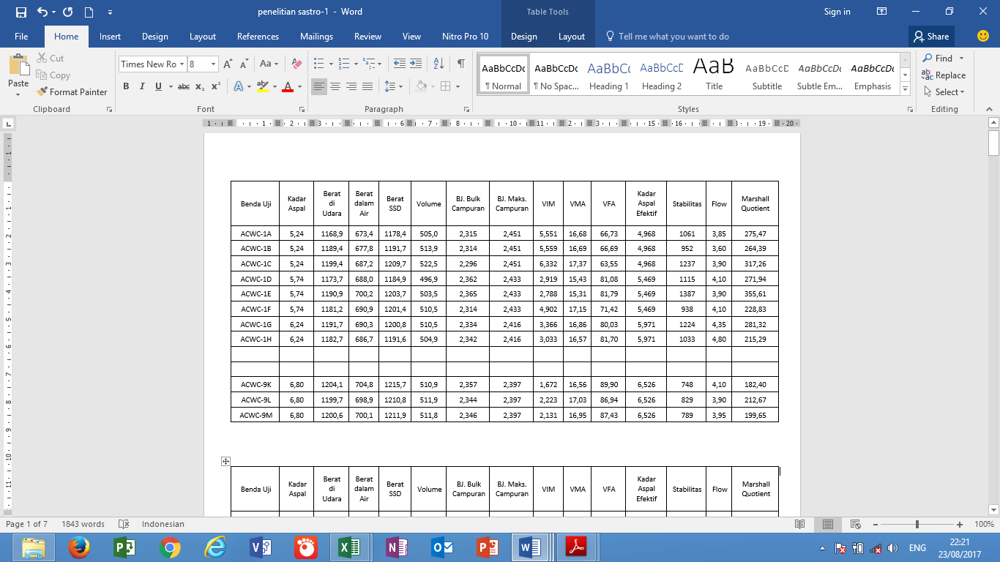 penelitian sastro-1 - Word
Table Tools
Sign in
File Home Insert Design Layout References Mailings Review View Nitro Pro 10 Design Layout Tell me what you want to do Share
Paste
Cut
Copy
Format Painter
Times New Ro 8
Aa
B I U abc x₂ x²
A ab A
AaBbCcDc AaBbCcDc AaBbCc AaBbCcD AaB AaBbCcD AaBbCcDc AaBbCcDc
¶ Normal ¶ No Spac... Heading 1 Heading 2 Title Subtitle Subtle Em... Emphasis
Find
Replace
Select
Clipboard Font Paragraph Styles Editing
Benda Uji Kadar Aspal Berat di Udara Berat dalam Air Berat SSD Volume BJ. Bulk Campuran BJ. Maks. Campuran VIM VMA VFA Kadar Aspal Efektif Stabilitas Flow Marshall Quotient
ACWC-1A 5,24 1168,9 673,4 1178,4 505,0 2,315 2,451 5,551 16,68 66,73 4,968 1061 3,85 275,47
ACWC-1B 5,24 1189,4 677,8 1191,7 513,9 2,314 2,451 5,559 16,69 66,69 4,968 952 3,60 264,39
ACWC-1C 5,24 1199,4 687,2 1209,7 522,5 2,296 2,451 6,332 17,37 63,55 4,968 1237 3,90 317,26
ACWC-1D 5,74 1173,7 688,0 1184,9 496,9 2,362 2,433 2,919 15,43 81,08 5,469 1115 4,10 271,94
ACWC-1E 5,74 1190,9 700,2 1203,7 503,5 2,365 2,433 2,788 15,31 81,79 5,469 1387 3,90 355,61
ACWC-1F 5,74 1181,2 690,9 1201,4 510,5 2,314 2,433 4,902 17,15 71,42 5,469 938 4,10 228,83
ACWC-1G 6,24 1191,7 690,3 1200,8 510,5 2,334 2,416 3,366 16,86 80,03 5,971 1224 4,35 281,32
ACWC-1H 6,24 1182,7 686,7 1191,6 504,9 2,342 2,416 3,033 16,57 81,70 5,971 1033 4,80 215,29
ACWC-9K 6,80 1204,1 704,8 1215,7 510,9 2,357 2,397 1,672 16,56 89,90 6,526 748 4,10 182,40
ACWC-9L 6,80 1199,7 698,9 1210,8 511,9 2,344 2,397 2,223 17,03 86,94 6,526 829 3,90 212,67
ACWC-9M 6,80 1200,6 700,1 1211,9 511,8 2,346 2,397 2,131 16,95 87,43 6,526 789 3,95 199,65
Benda Uji Kadar Aspal Berat di Udara Berat dalam Air Berat SSD Volume BJ. Bulk Campuran BJ. Maks. Campuran VIM VMA VFA Kadar Aspal Efektif Stabilitas Flow Marshall Quotient
Page 1 of 7 1843 words Indonesian 100%
ENG
22:21
23/08/2017